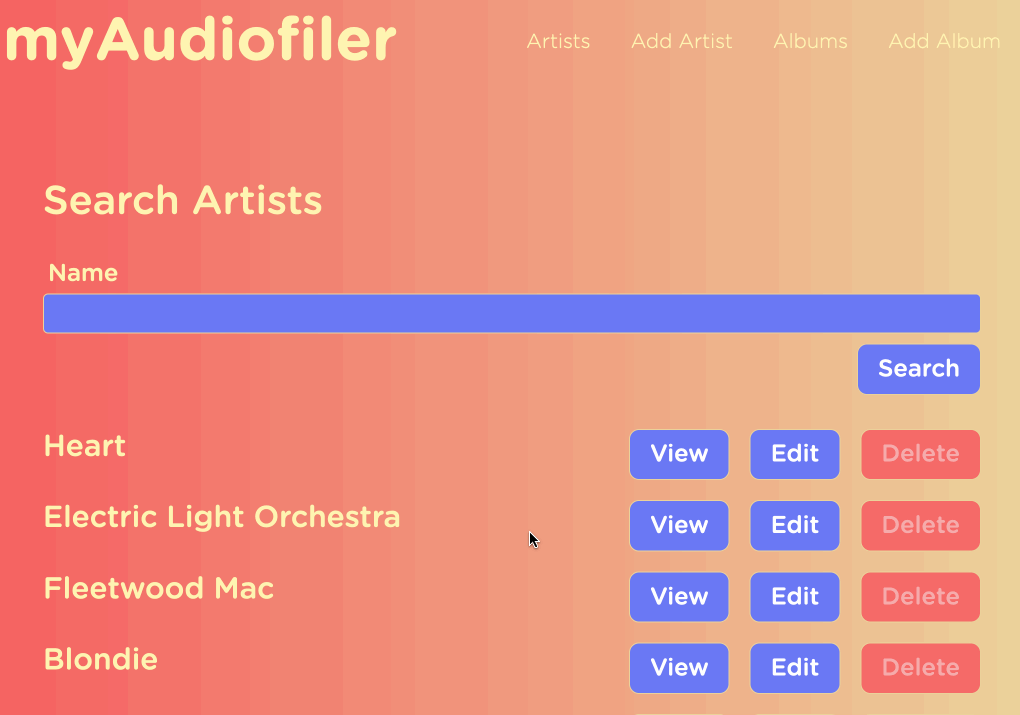 myAudiofiler
Artists Add Artist Albums Add Album
Search Artists
Name
Search
Heart View Edit Delete
Electric Light Orchestra View Edit Delete
Fleetwood Mac View Edit Delete
Blondie View Edit Delete